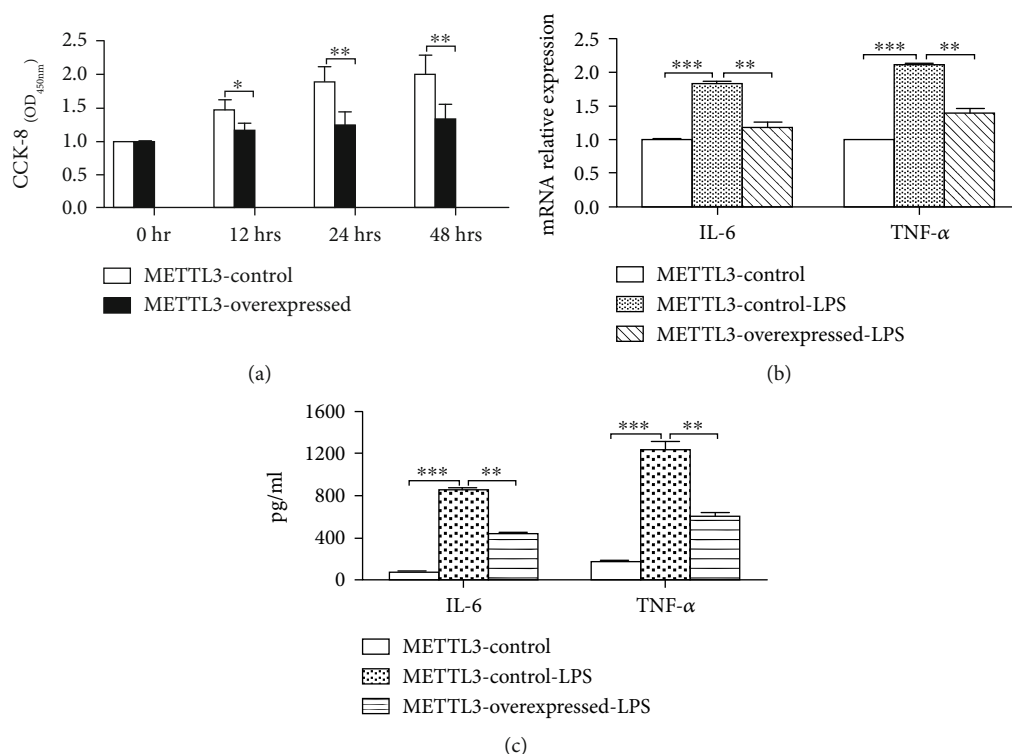 CCK-8 (OD450nm)
2.5
2.0
1.5
1.0
0.5
0.0
*
**
**
0 hr 12 hrs 24 hrs 48 hrs
METTL3-control
METTL3-overexpressed
(a)
mRNA relative expression
2.5
2.0
1.5
1.0
0.5
0.0
*** **
*** **
IL-6 TNF-α
METTL3-control
METTL3-control-LPS
METTL3-overexpressed-LPS
(b)
pg/ml
1600
1200
800
400
0
*** **
*** **
IL-6 TNF-α
METTL3-control
METTL3-control-LPS
METTL3-overexpressed-LPS
(c)